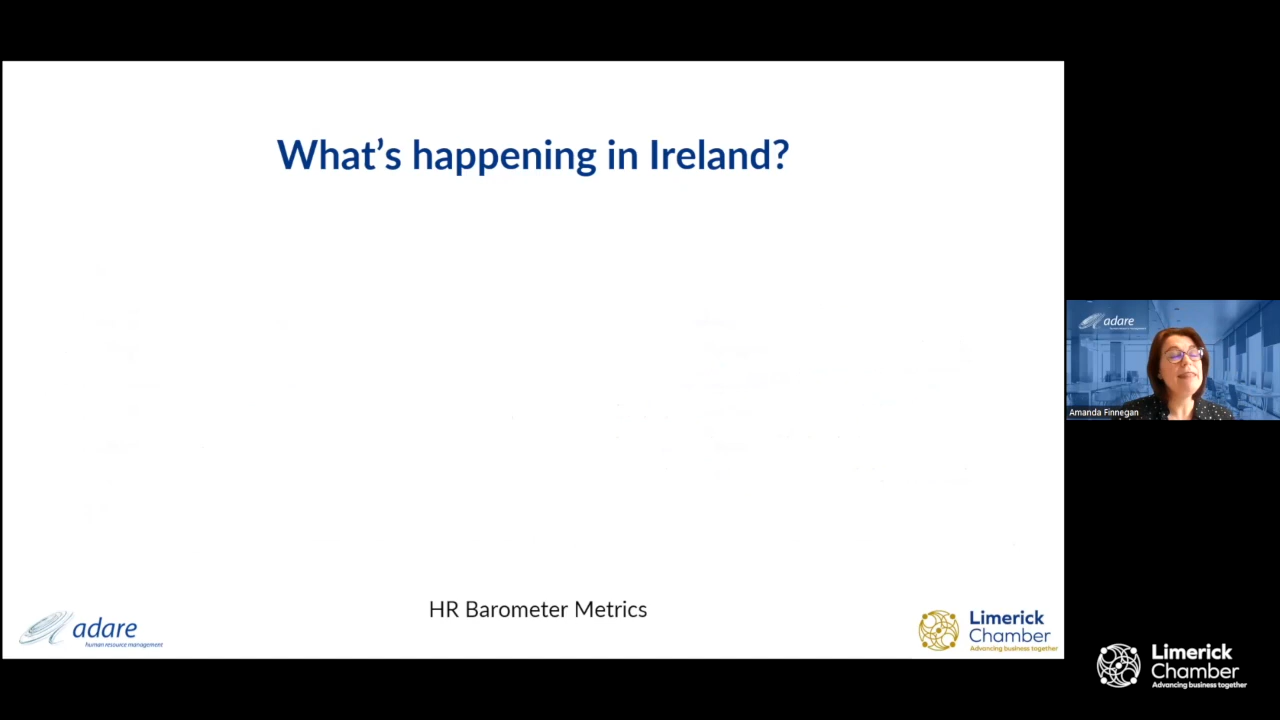 What's happening in Ireland?
HR Barometer Metrics
adare
human resource management
Limerick
Chamber
Advancing business together
adare
Amanda Finnegan
Limerick
Chamber
Advancing business together